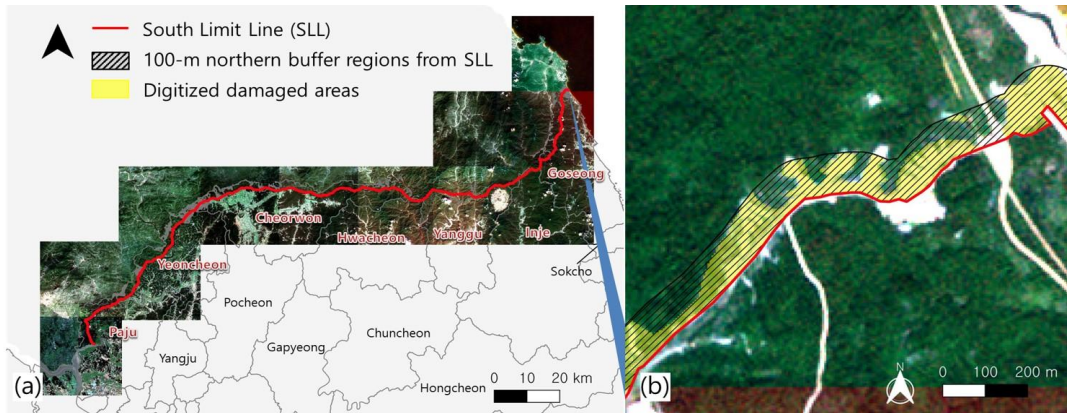 South Limit Line (SLL)
100-m northern buffer regions from SLL
Digitized damaged areas
Goseong
Cheorwon
Hwacheon
Yanggu
Inje
Yeoncheon
Sokcho
Pocheon
Paju
Chuncheon
Gapyeong
Yangju
Hongcheon
(a)
0 10 20 km
(b)
N
0 100 200 m